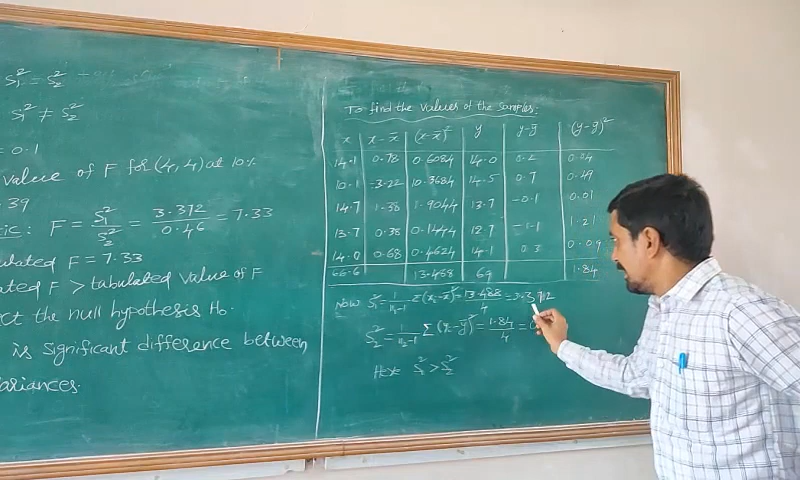 S₁² = S₂²
S₁² ≠ S₂²
= 0.1
value of F for (4, 4) at 10%
.39
ic: F = S₁²/S₂² = 3.372/0.46 = 7.33
ulated F = 7.33
ated F > tabulated value of F
ect the null hypothesis H₀.
is significant difference between
variances.
To find the values of the samples:
x | x-x̄ | (x-x̄)² | y | y-ȳ | (y-ȳ)²
14.1 | 0.78 | 0.6084 | 14.0 | 0.2 | 0.04
10.1 | -3.22 | 10.3684 | 14.5 | 0.7 | 0.49
14.7 | 1.38 | 1.9044 | 13.7 | -0.1 | 0.01
13.7 | 0.38 | 0.1444 | 12.7 | -1.1 | 1.21
14.0 | 0.68 | 0.4624 | 14.1 | 0.3 | 0.09
66.6 | 13.468 | 69 | 1.84
Now S₁² = 1/(n₁-1) Σ(xᵢ-x̄)² = 13.488/4 = 3.372
S₂² = 1/(n₂-1) Σ(yᵢ-ȳ)² = 1.84/4 = 0
Here > S₂²